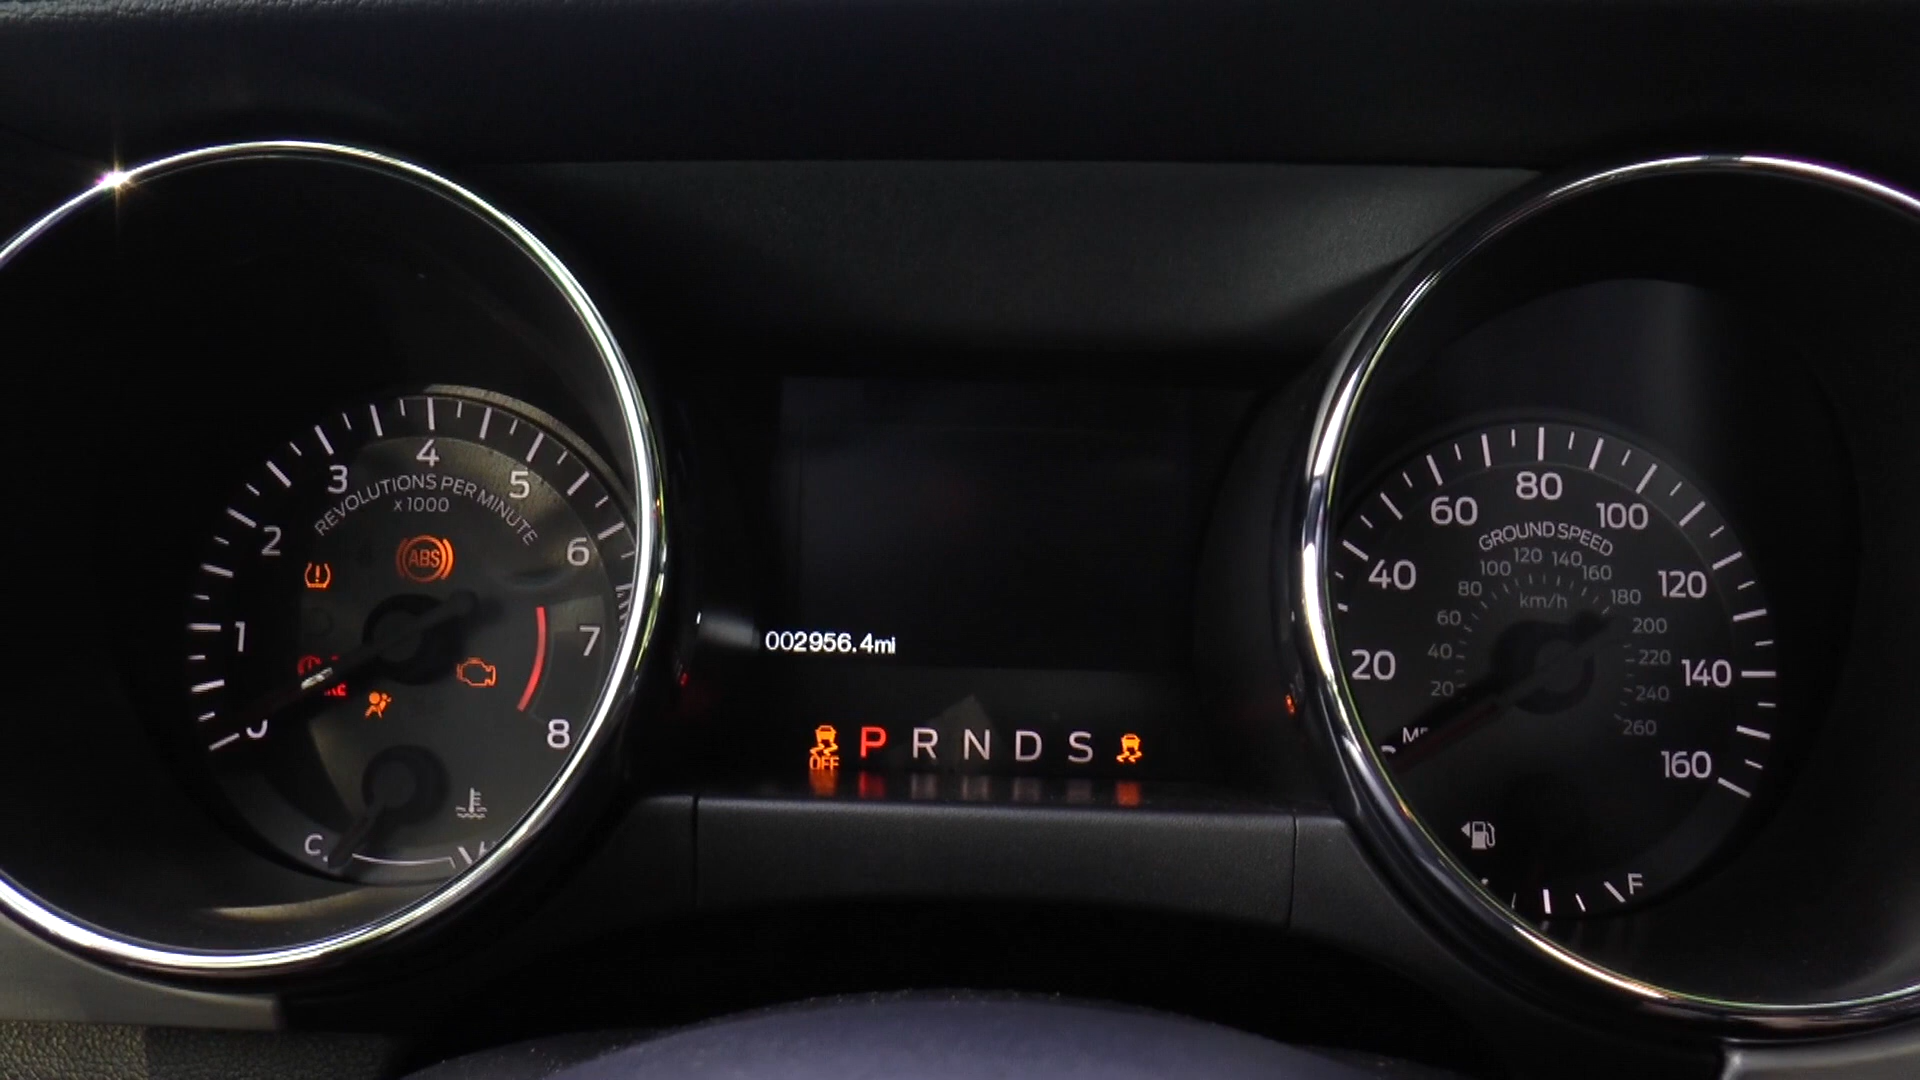 4
3
5
REVOLUTIONS PER MINUTE
x1000
2
6
ABS
1
7
8
C
002956.4mi
OFF P R N D S
80
60
100
GROUND SPEED
120 140
100 160
40
120
80 180
km/h
60 200
20
140
40 220
20 240
260
160
F